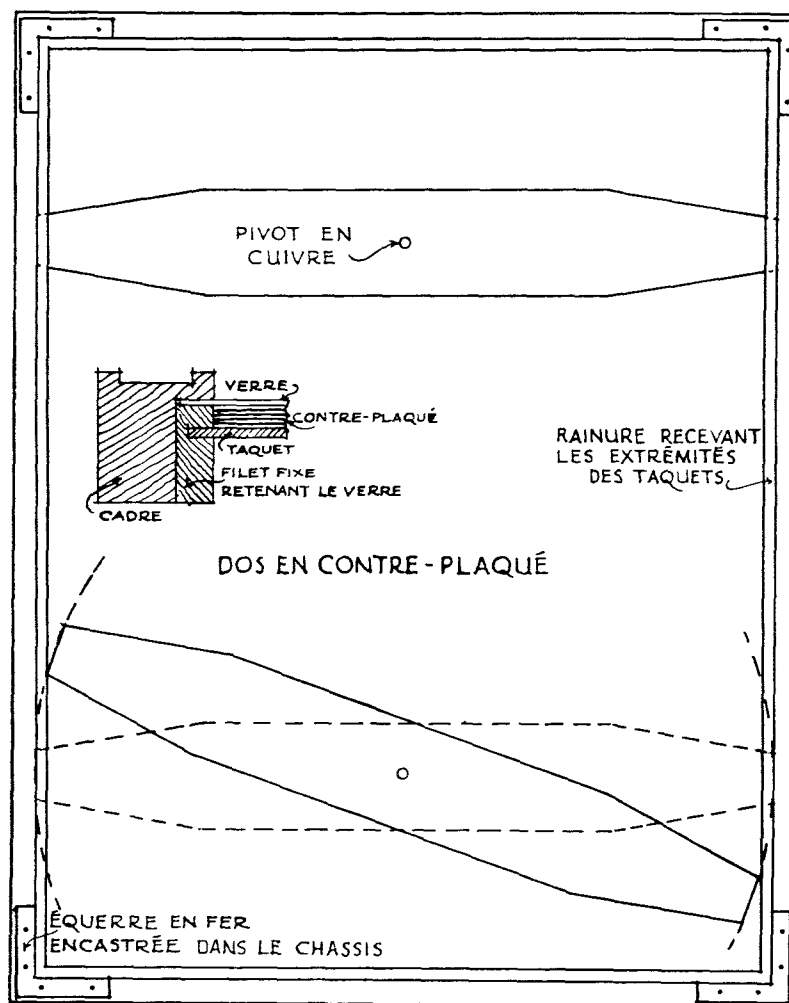 PIVOT EN
CUIVRE
VERRE
CONTRE-PLAQUÉ
TAQUET
FILET FIXE
RETENANT LE VERRE
CADRE
RAINURE RECEVANT
LES EXTRÊMITÉS
DES TAQUETS
DOS EN CONTRE-PLAQUÉ
ÉQUERRE EN FER
ENCASTRÉE DANS LE CHASSIS